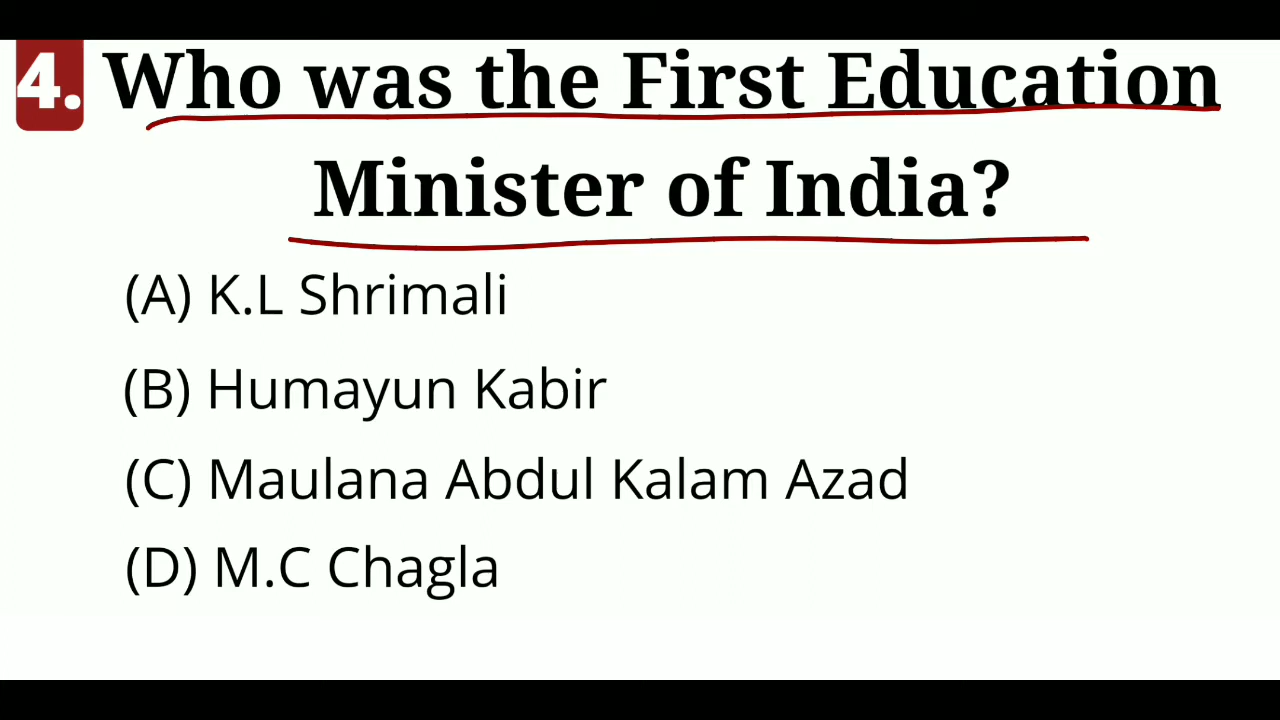 4. Who was the First Education
Minister of India?
(A) K.L Shrimali
(B) Humayun Kabir
(C) Maulana Abdul Kalam Azad
(D) M.C Chagla